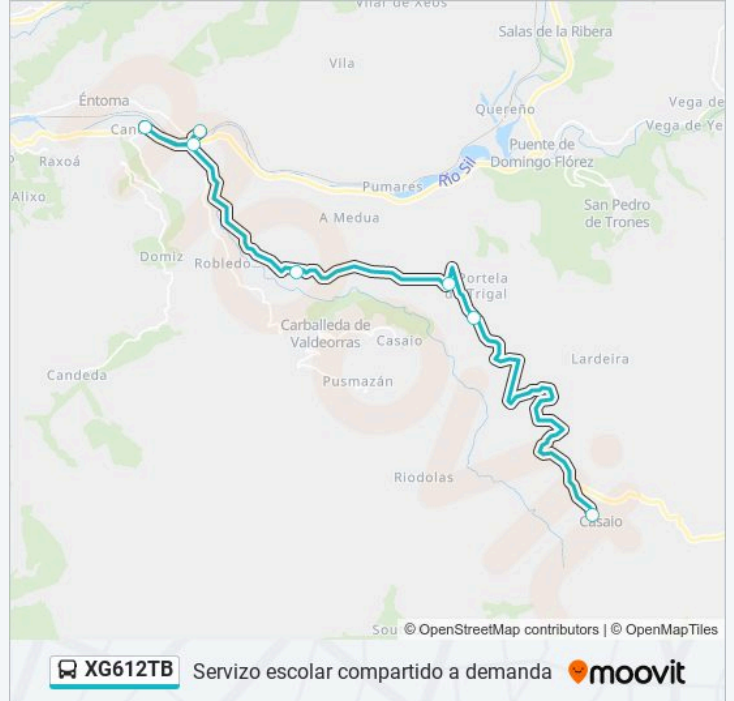 Vilar de Xeos
Salas de la Ribera
Vila
Éntoma
Quereño
Vega de
Vega de Ye
Raxoá
Puente de
Domingo Flórez
Río Sil
Pumares
Alixo
San Pedro
de Trones
A Medua
Domiz
Robledo
Portela
do Trigal
Carballeda de
Valdeorras
Casaio
Lardeira
Candeda
Pusmazán
Riodolas
Casaio
Sou
© OpenStreetMap contributors | © OpenMapTiles
XG612TB
Servizo escolar compartido a demanda
moovit